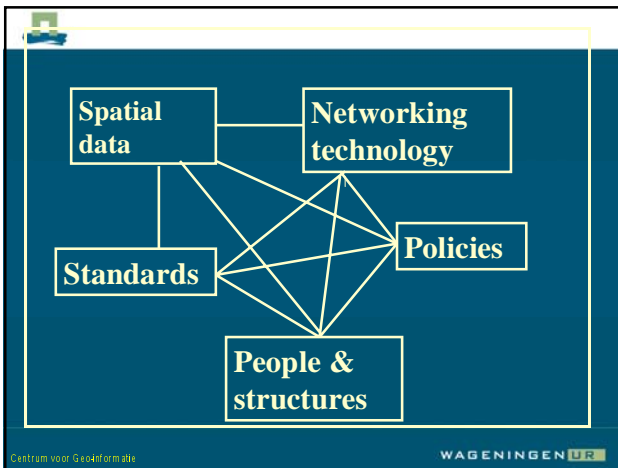 Spatial
data
Networking
technology
Policies
Standards
People &
structures
Centrum voor Geo-informatie
WAGENINGEN UR